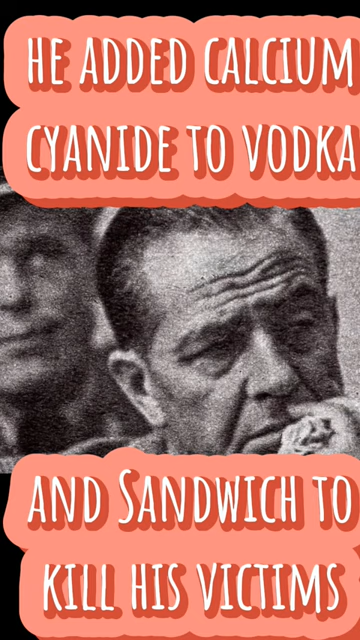 HE ADDED CALCIUM
CYANIDE TO VODKA
AND SANDWICH TO
KILL HIS VICTIMS